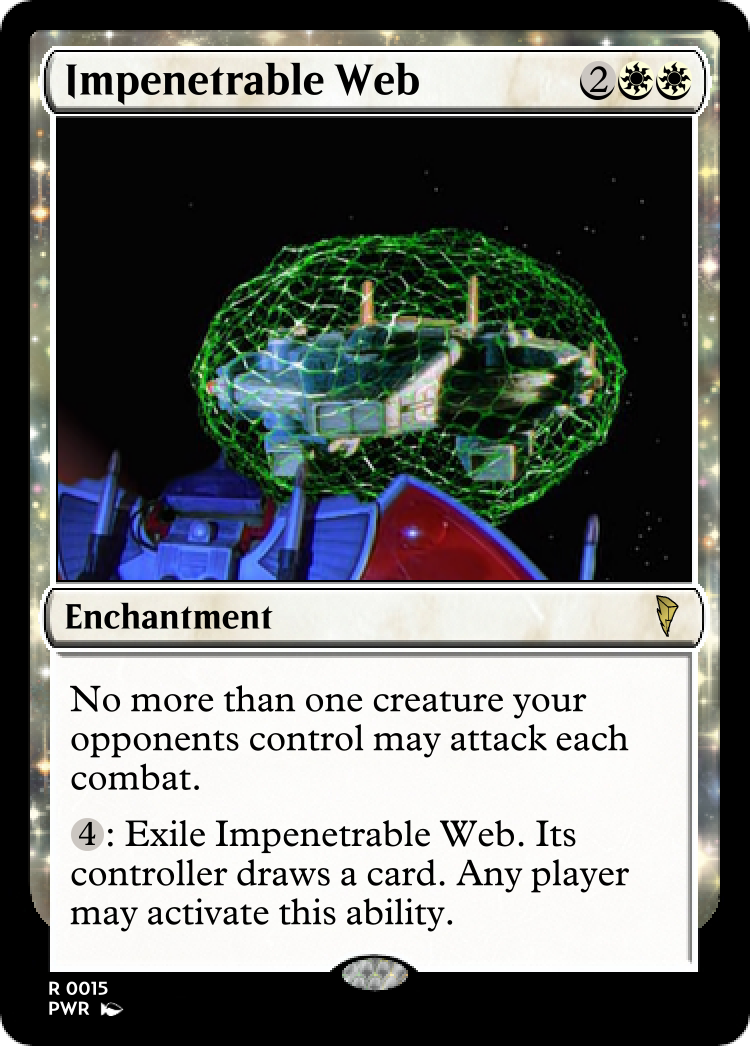 Impenetrable Web 2
Enchantment
No more than one creature your
opponents control may attack each
combat.
4: Exile Impenetrable Web. Its
controller draws a card. Any player
may activate this ability.
R 0015
PWR